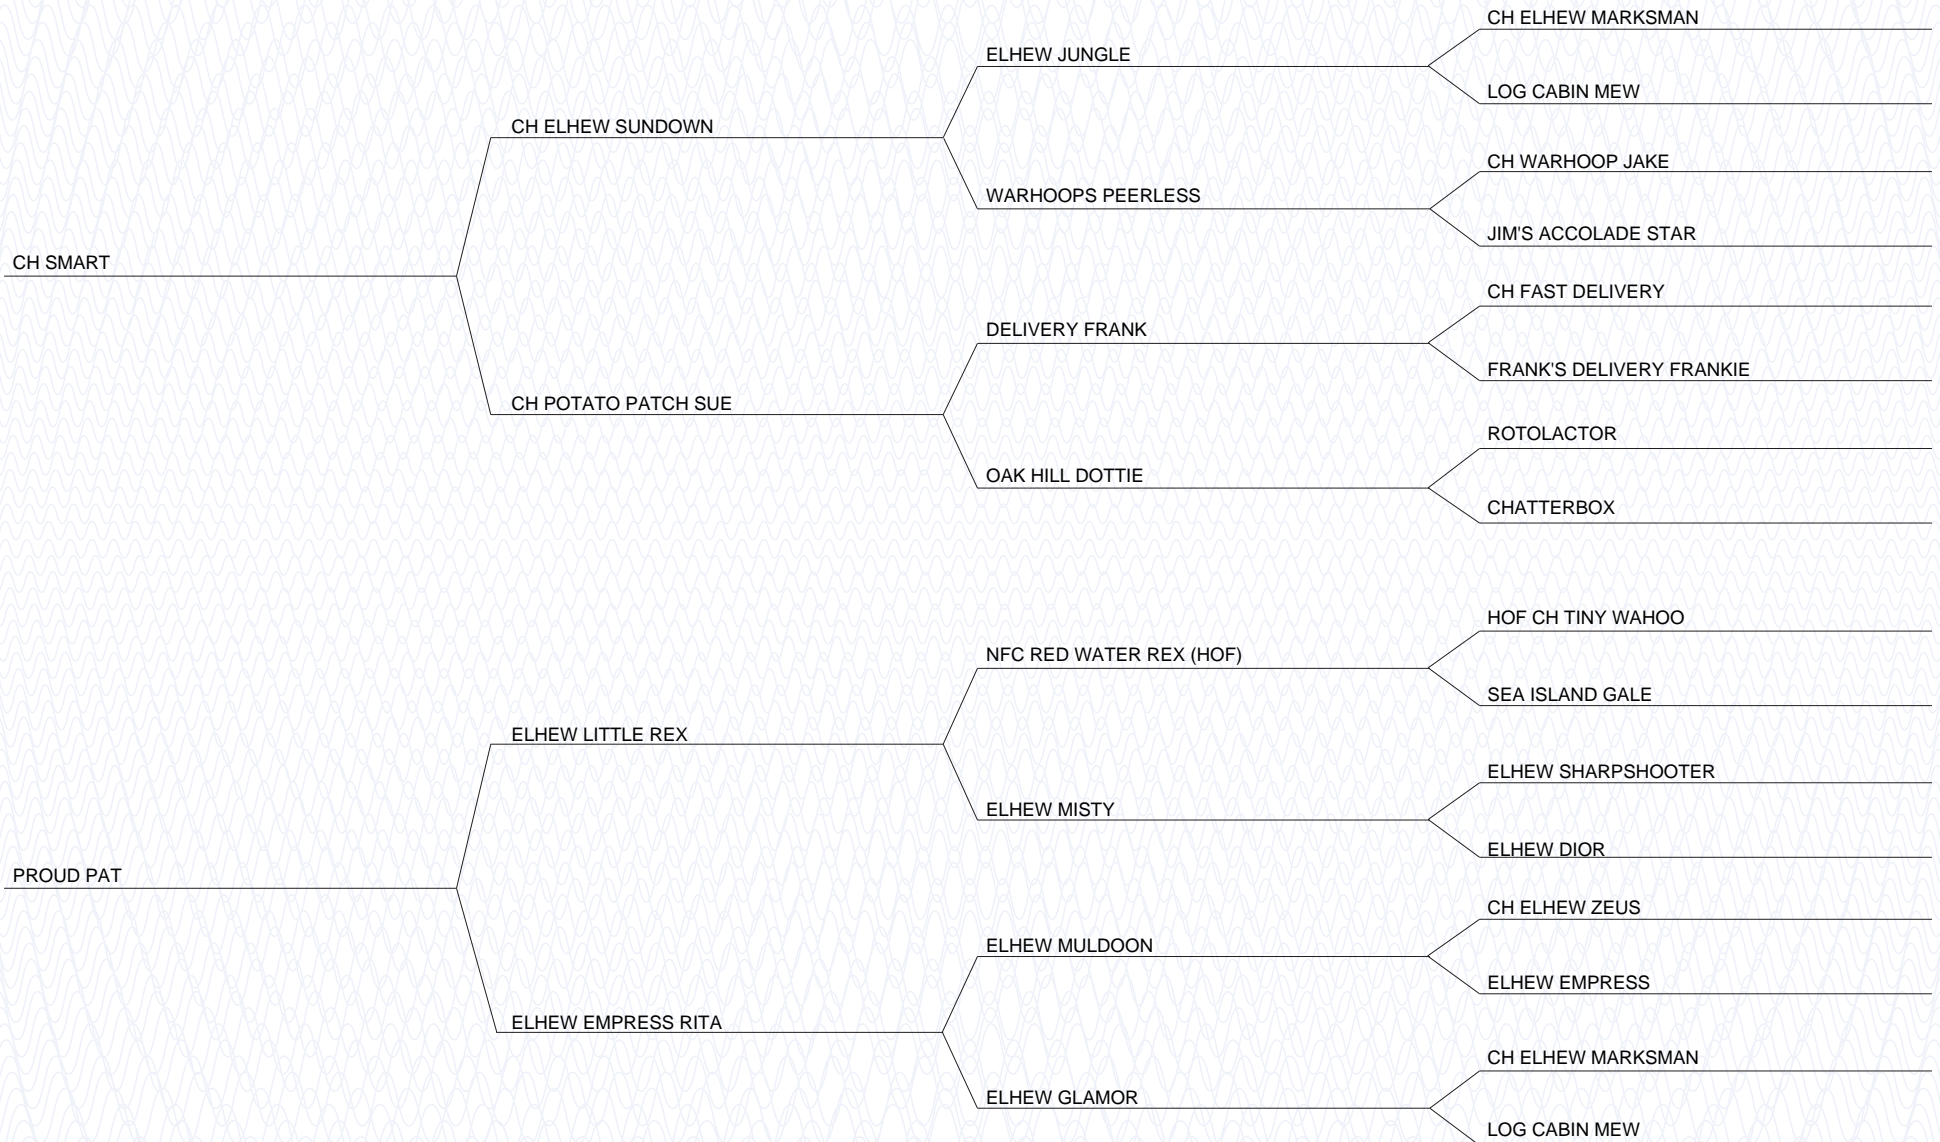 CH SMART
CH ELHEW SUNDOWN
ELHEW JUNGLE
CH ELHEW MARKSMAN
LOG CABIN MEW
WARHOOPS PEERLESS
CH WARHOOP JAKE
JIM'S ACCOLADE STAR
CH POTATO PATCH SUE
DELIVERY FRANK
CH FAST DELIVERY
FRANK'S DELIVERY FRANKIE
OAK HILL DOTTIE
ROTOLACTOR
CHATTERBOX
PROUD PAT
ELHEW LITTLE REX
NFC RED WATER REX (HOF)
HOF CH TINY WAHOO
SEA ISLAND GALE
ELHEW MISTY
ELHEW SHARPSHOOTER
ELHEW DIOR
ELHEW EMPRESS RITA
ELHEW MULDOON
CH ELHEW ZEUS
ELHEW EMPRESS
ELHEW GLAMOR
CH ELHEW MARKSMAN
LOG CABIN MEW